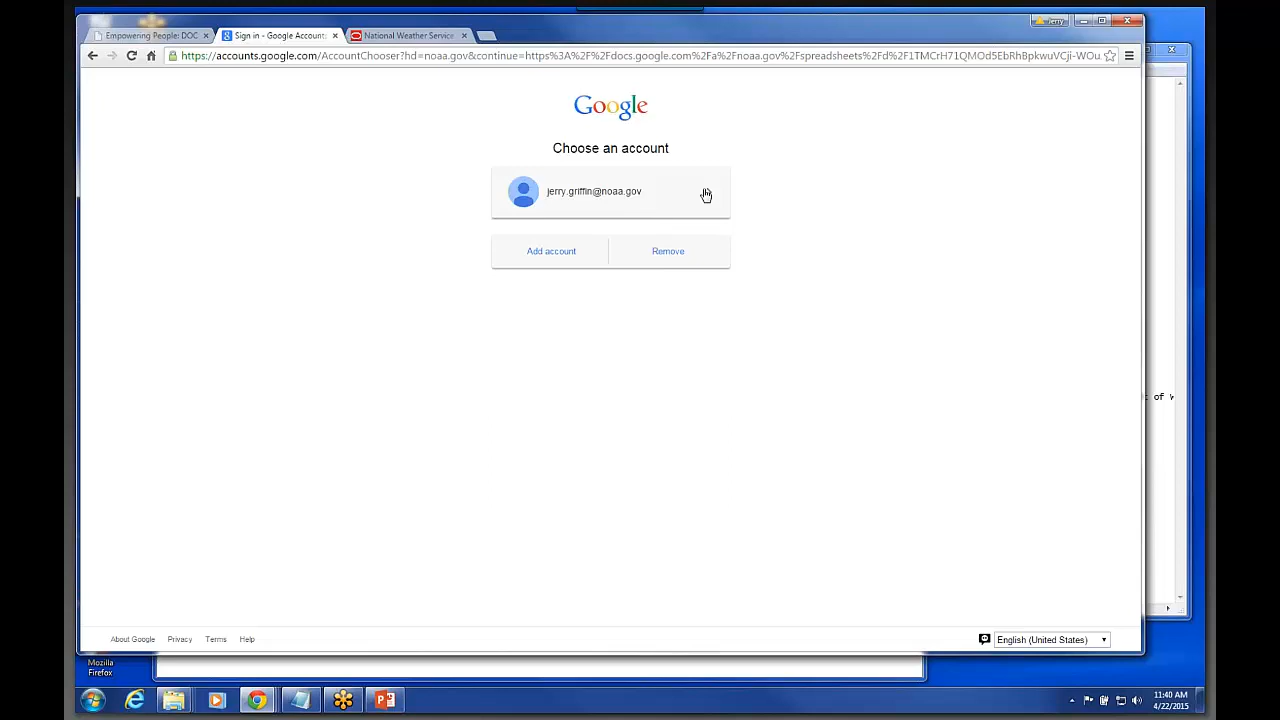 Jerry
Empowering People: DOC
Sign in - Google Account
National Weather Service
https://accounts.google.com/AccountChooser?hd=noaa.gov&continue=https%3A%2F%2Fdocs.google.com%2Fa%2Fnoaa.gov%2Fspreadsheets%2Fd%2F1TMCrH71QMOd5EbRhBpkwuVCji-WOu
Google
Choose an account
jerry.griffin@noaa.gov
Add account
Remove
of W
About Google Privacy Terms Help
English (United States)
Mozilla
Firefox
11:40 AM
4/22/2015